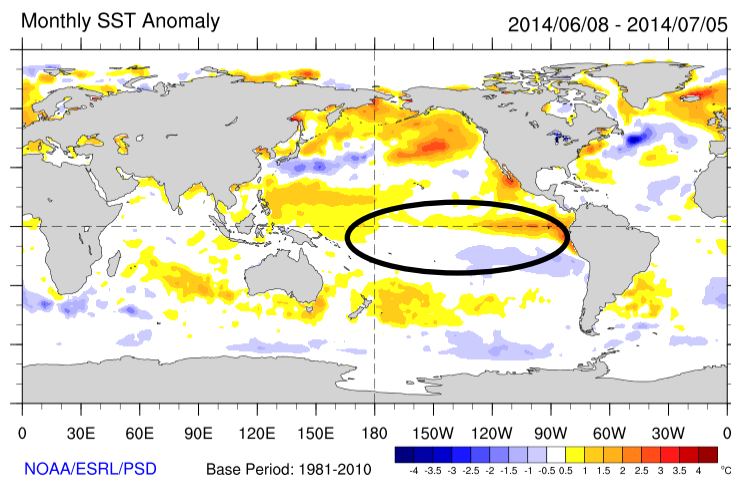 Monthly SST Anomaly 2014/06/08 - 2014/07/05
0 30E 60E 90E 120E 150E 180 150W 120W 90W 60W 30W 0
-4 -3.5 -3 -2.5 -2 -1.5 -1 -0.5 0.5 1 1.5 2 2.5 3 3.5 4 °C
NOAA/ESRL/PSD Base Period: 1981-2010